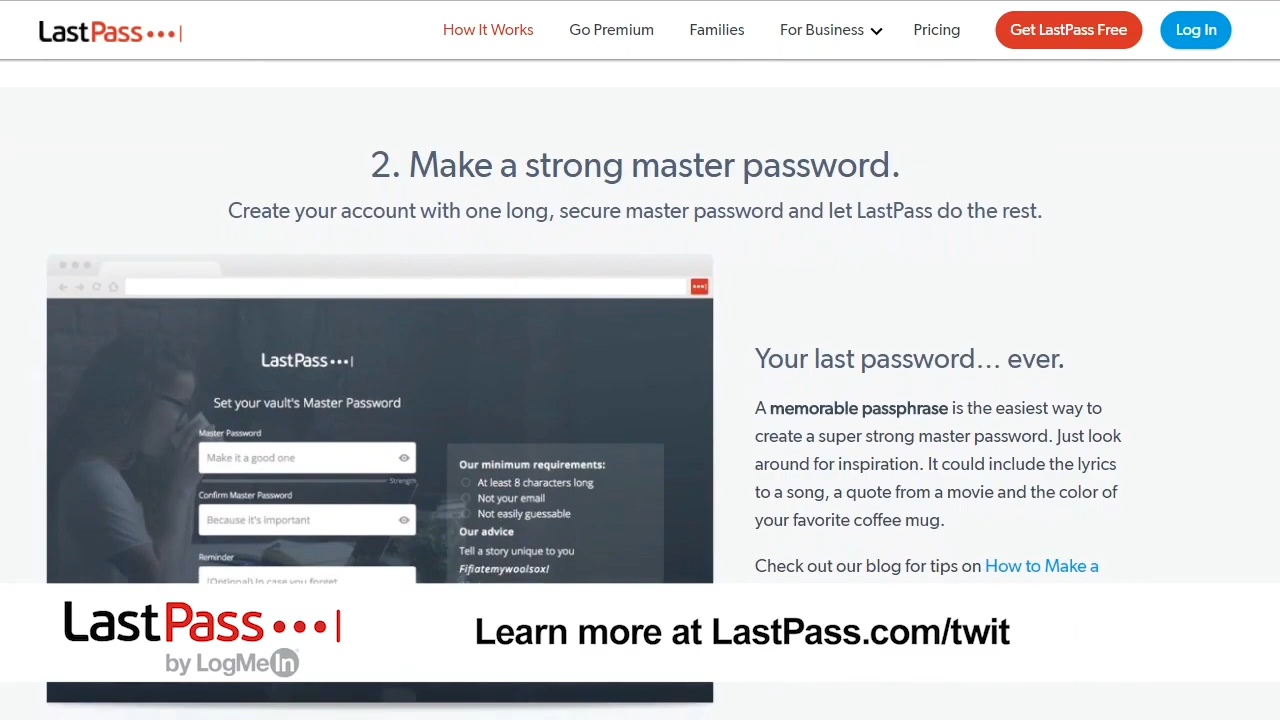 LastPass
How It Works
Go Premium
Families
For Business
Pricing
Get LastPass Free
Log In
2. Make a strong master password.
Create your account with one long, secure master password and let LastPass do the rest.
LastPass
Set your vault's Master Password
Master Password
Make it a good one
Strength
Confirm Master Password
Because it's important
Reminder
(Optional) In case you forget
Our minimum requirements:
At least 8 characters long
Not your email
Not easily guessable
Our advice
Tell a story unique to you
Fifiatemywoolsox!
Your last password... ever.
A memorable passphrase is the easiest way to
create a super strong master password. Just look
around for inspiration. It could include the lyrics
to a song, a quote from a movie and the color of
your favorite coffee mug.
Check out our blog for tips on How to Make a
LastPass
by LogMeIn
Learn more at LastPass.com/twit